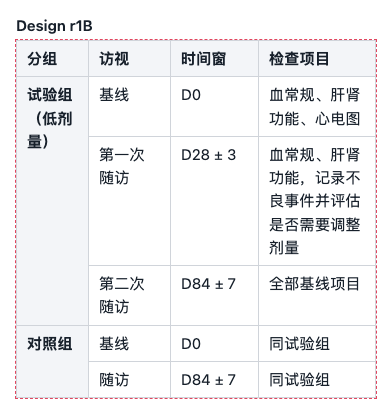 Design r1B
分组 访视 时间窗 检查项目
试验组 基线 D0 血常规、肝肾
（低剂 功能、心电图
量）
第一次 D28 ± 3 血常规、肝肾
随访 功能，记录不
良事件并评估
是否需要调整
剂量
第二次 D84 ± 7 全部基线项目
随访
对照组 基线 D0 同试验组
随访 D84 ± 7 同试验组